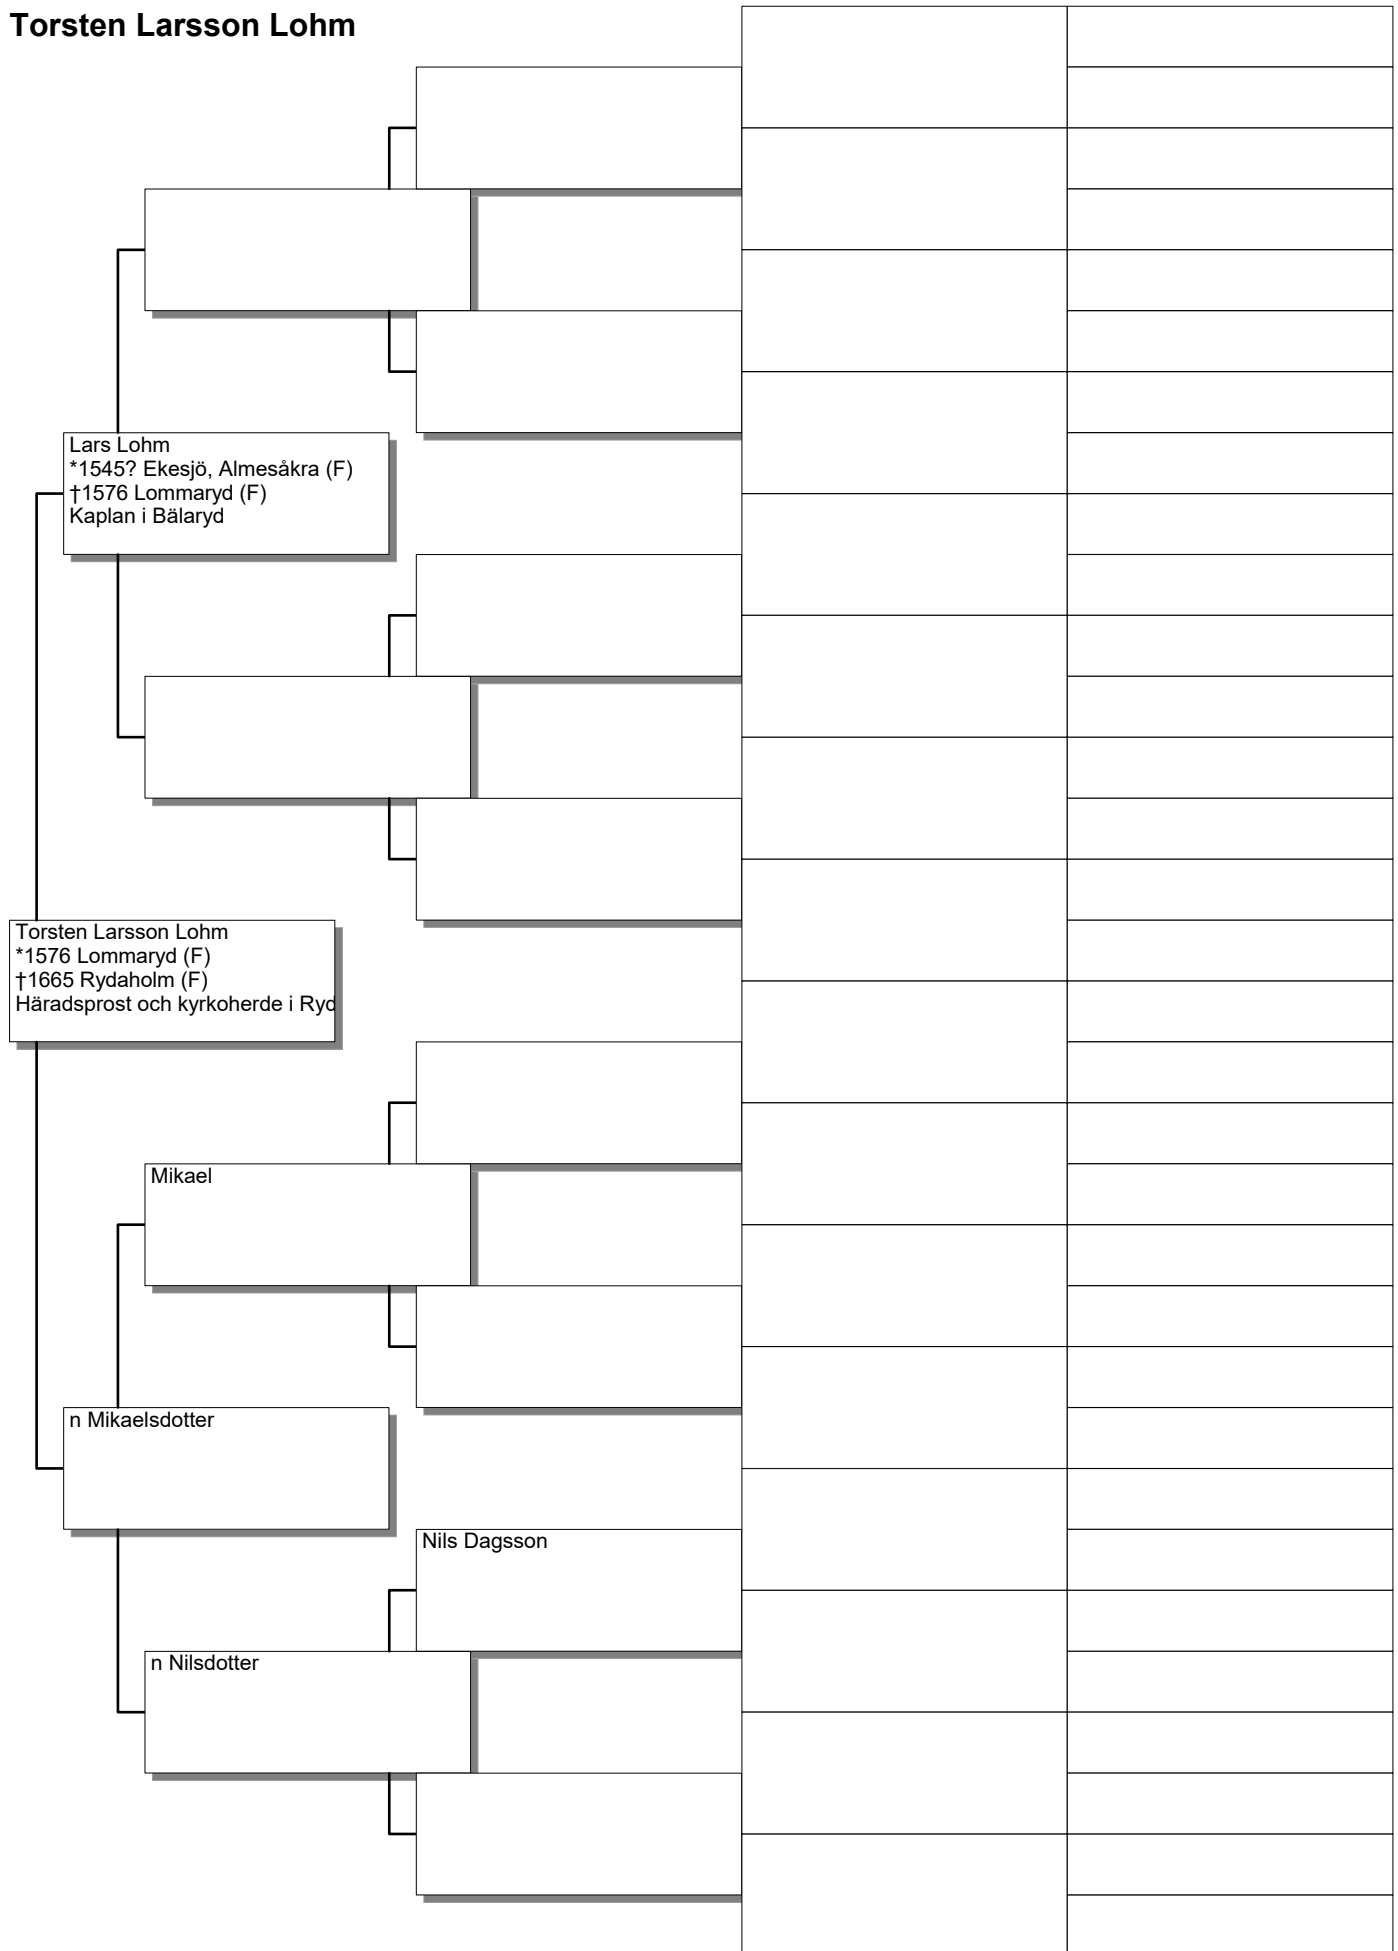 Torsten Larsson Lohm
Lars Lohm
*1545? Ekesjö, Almesåkra (F)
†1576 Lommaryd (F)
Kaplan i Bälaryd
Torsten Larsson Lohm
*1576 Lommaryd (F)
†1665 Rydaholm (F)
Häradsprost och kyrkoherde i Ryd
Mikael
n Mikaelsdotter
Nils Dagsson
n Nilsdotter